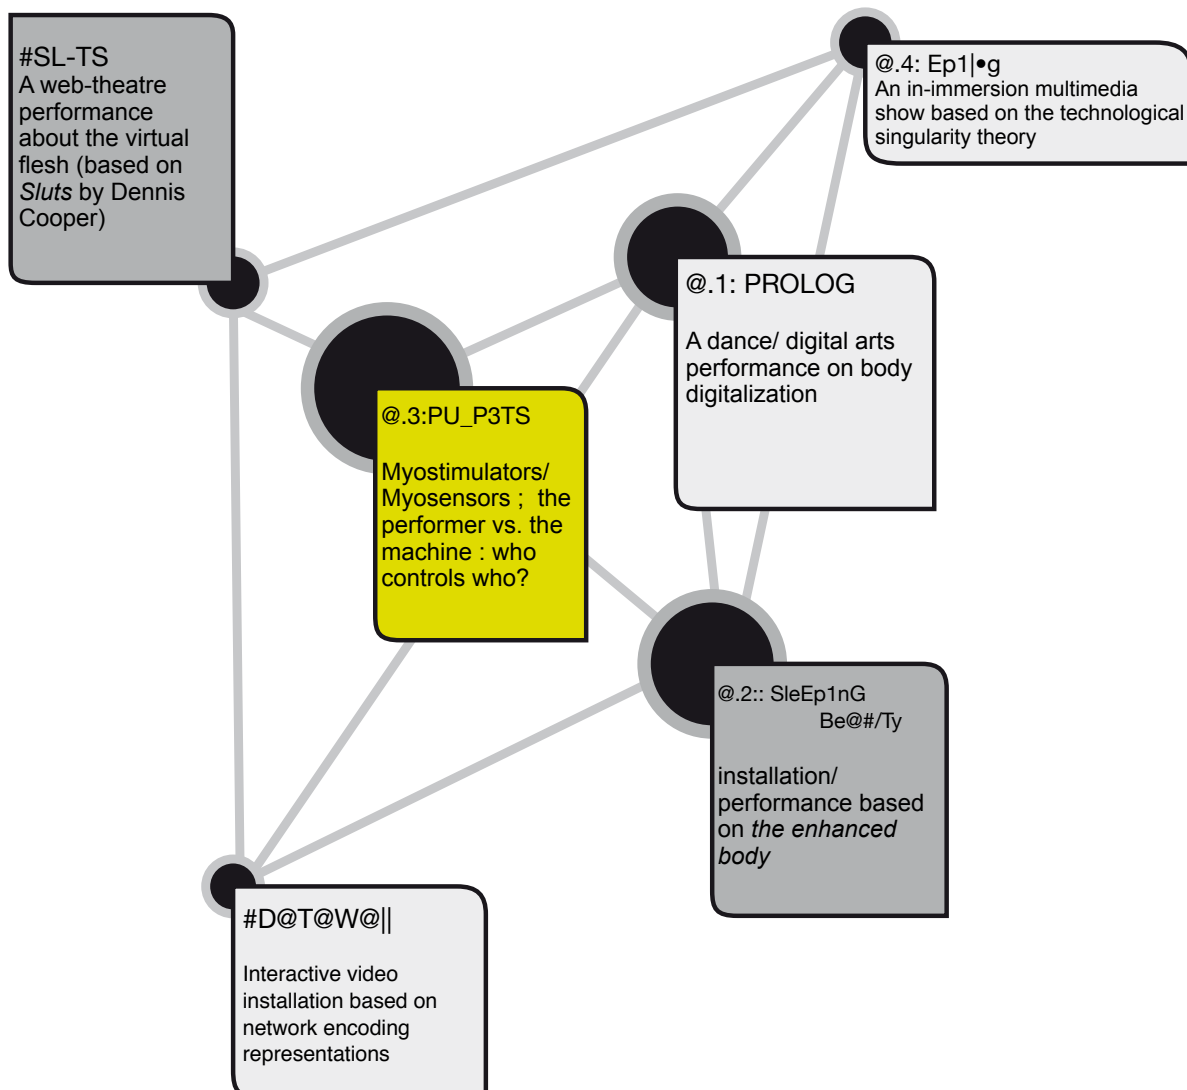 #SL-TS
A web-theatre
performance
about the virtual
flesh (based on
Sluts by Dennis
Cooper)
@.4: Ep1|•g
An in-immersion multimedia
show based on the technological
singularity theory
@.1: PROLOG
A dance/ digital arts
performance on body
digitalization
@.3:PU_P3TS
Myostimulators/
Myosensors ;  the
performer vs. the
machine : who
controls who?
@.2:: SleEp1nG
Be@#/Ty
installation/
performance based
on the enhanced
body
#D@T@W@||
Interactive video
installation based on
network encoding
representations